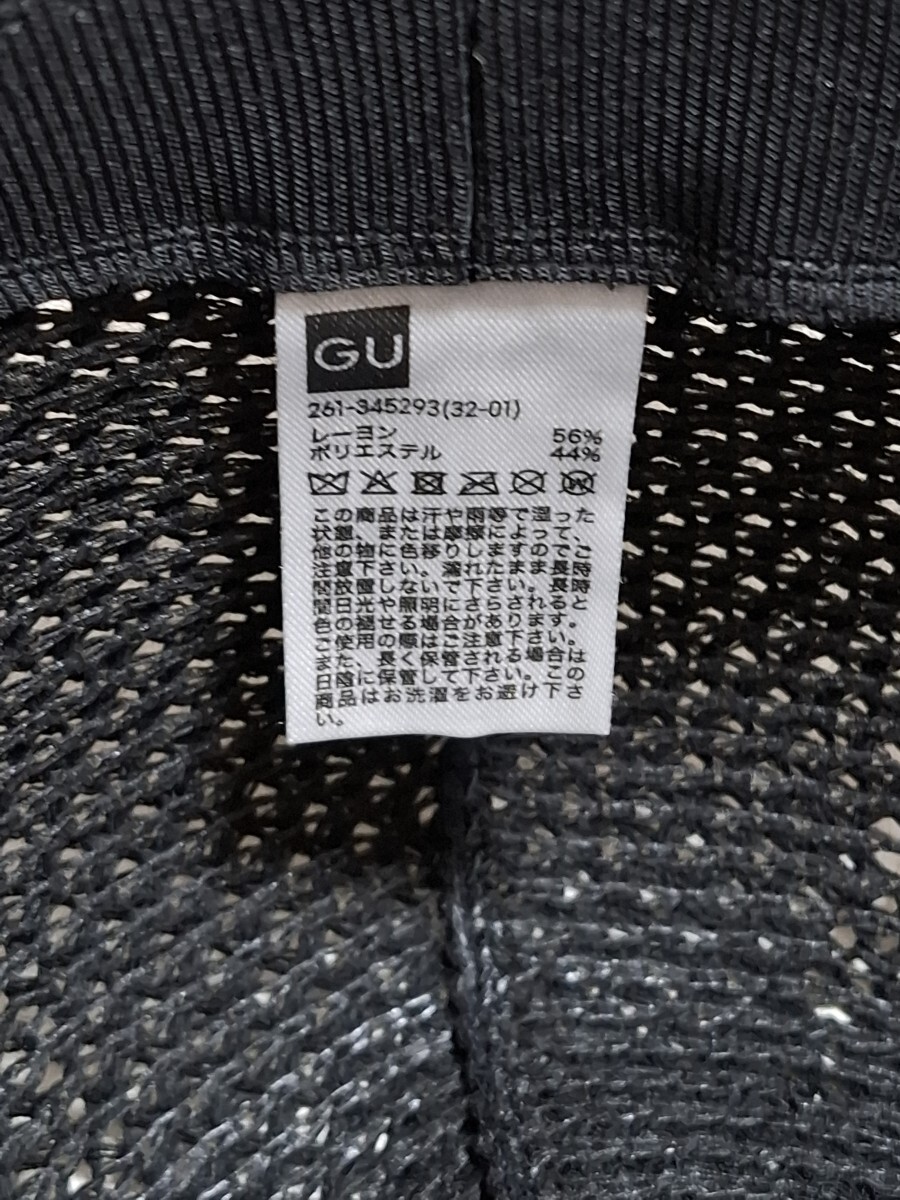 GU
261-345293(32-01)
レーヨン 56%
ポリエステル 44%
この商品は汗や雨等で湿った
状態、または摩擦によって、
他の物に色移りしますのでご
注意下さい。濡れたまま長時
間放置しないで下さい。長時
間日光や照明にさらされると
色の褪せる場合があります。
ご使用の際はご注意下さい。
また、長く保管される場合は
日陰に保管して下さい。この
商品はお洗濯をお避け下さ
い。